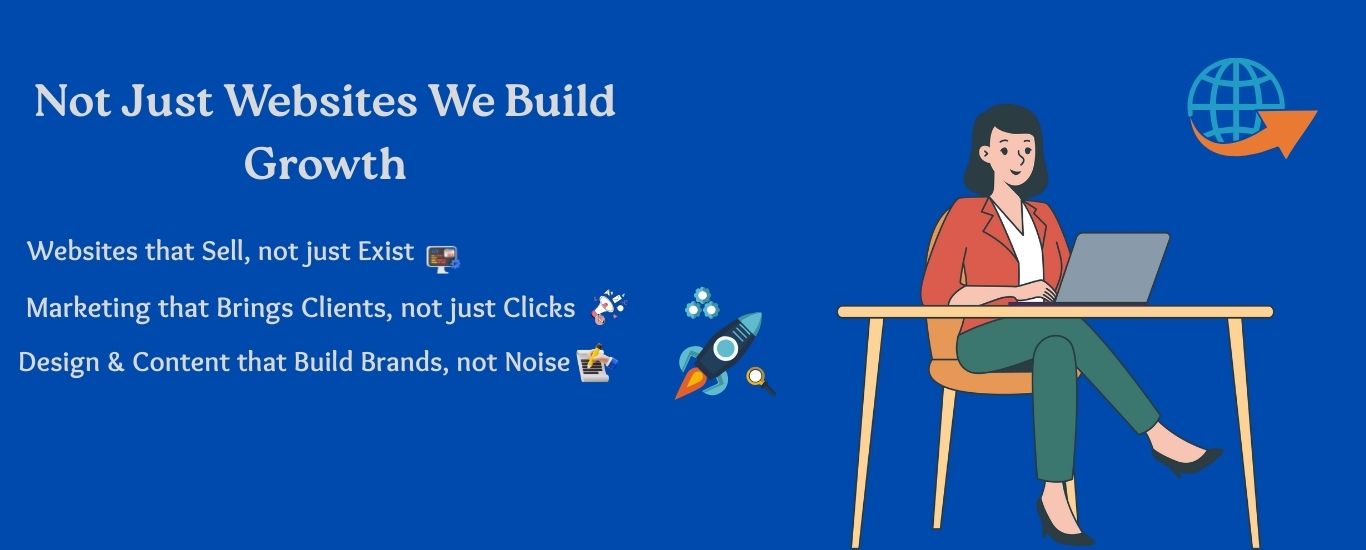 Not Just Websites We Build
Growth
Websites that Sell, not just Exist
Marketing that Brings Clients, not just Clicks
Design & Content that Build Brands, not Noise